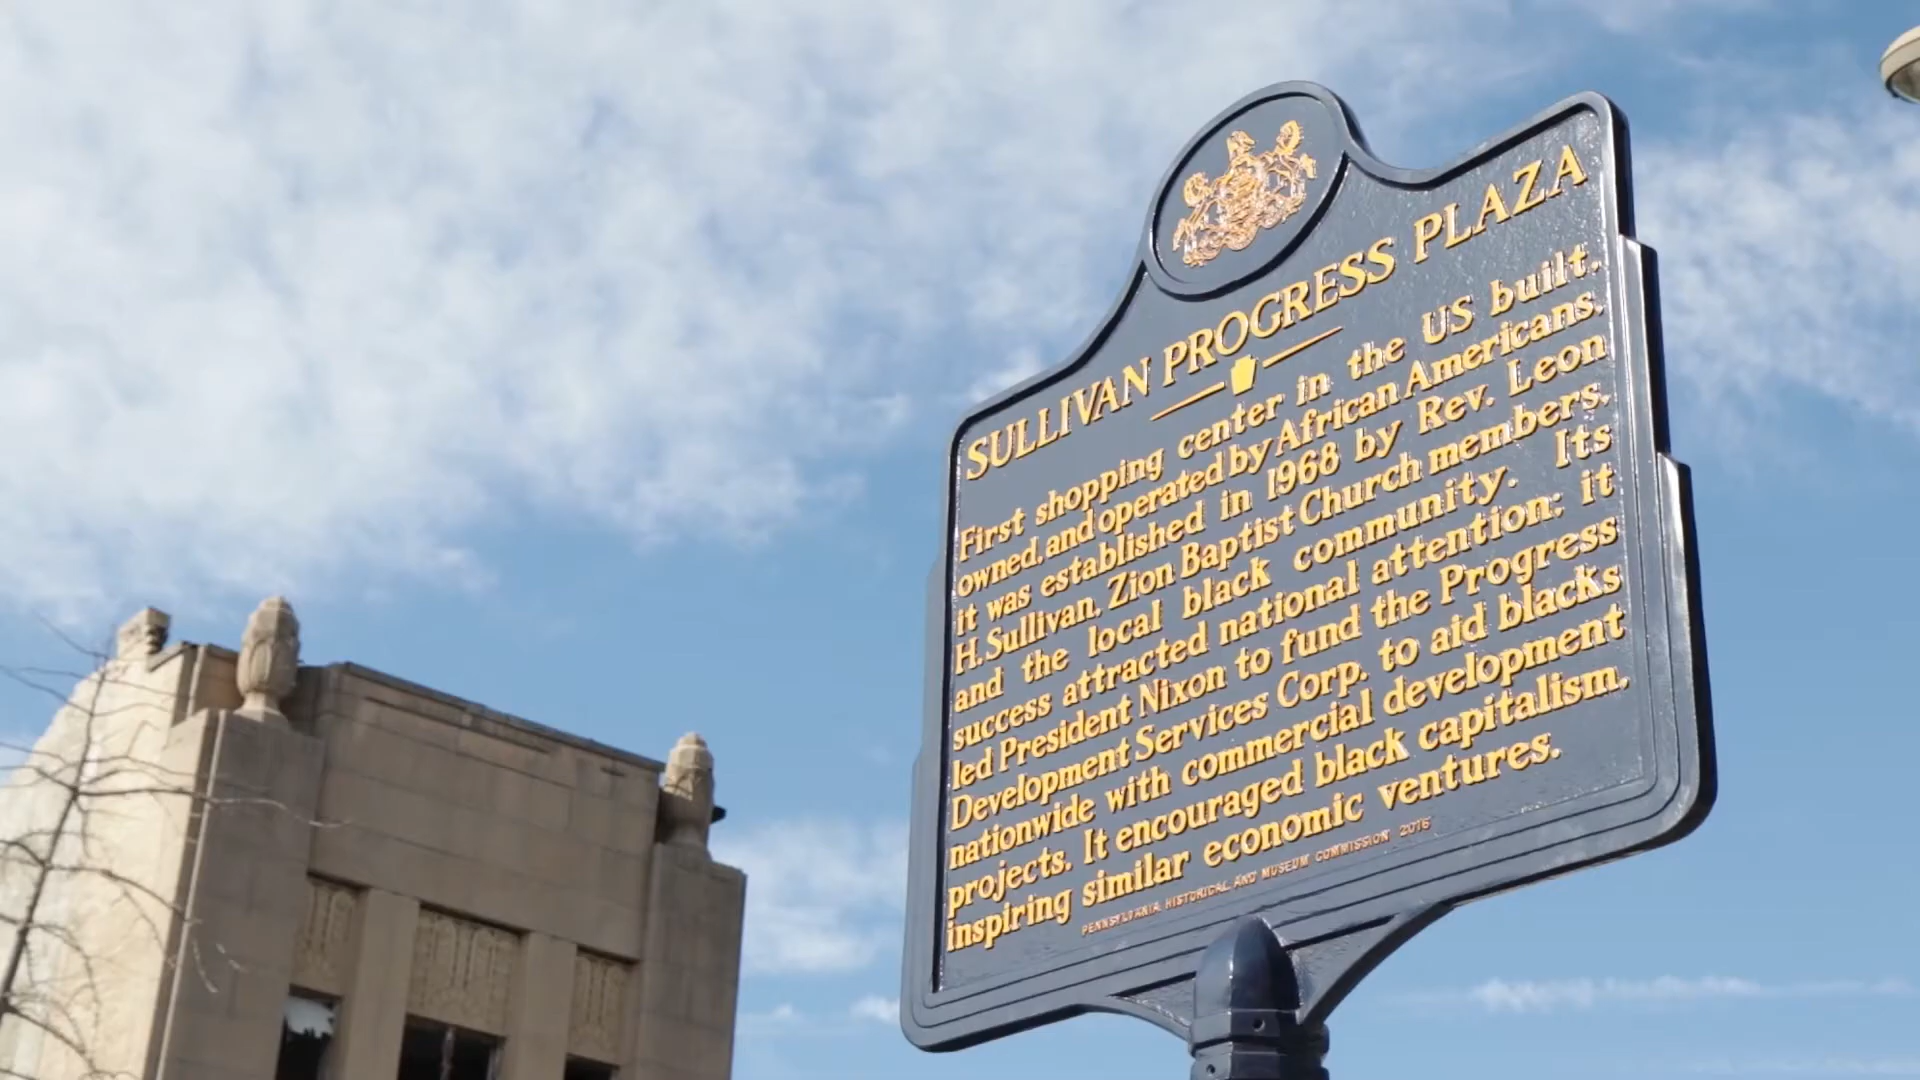 SULLIVAN PROGRESS PLAZA
First shopping center in the US built,
owned, and operated by African Americans,
it was established in 1968 by Rev. Leon
H. Sullivan, Zion Baptist Church members,
and the local black community. Its
success attracted national attention; it
led President Nixon to fund the Progress
Development Services Corp. to aid blacks
nationwide with commercial development
projects. It encouraged black capitalism,
inspiring similar economic ventures.
PENNSYLVANIA HISTORICAL AND MUSEUM COMMISSION 2016